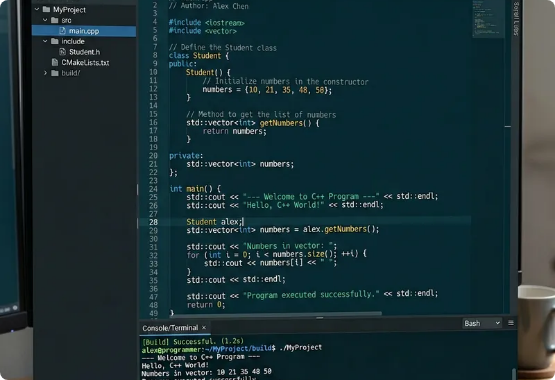 MyProject
src
main.cpp
include
Student.h
CMakeLists.txt
build/
// Author: Alex Chen
#include <iostream>
#include <vector>
// Define the Student class
class Student {
public:
Student() {
// Initialize numbers in the constructor
numbers = {10, 21, 35, 48, 50};
}
// Method to get the list of numbers
std::vector<int> getNumbers() {
return numbers;
}
private:
std::vector<int> numbers;
};
int main() {
std::cout << "--- Welcome to C++ Program ---" << std::endl;
std::cout << "Hello, C++ World!" << std::endl;
Student alex;
std::vector<int> numbers = alex.getNumbers();
std::cout << "Numbers in vector: ";
for (int i = 0; i < numbers.size(); ++i) {
std::cout << numbers[i] << " ";
}
std::cout << std::endl;
std::cout << "Program executed successfully." << std::endl;
return 0;
}
Console/Terminal ×
Bash
[Build] Successful. (1.2s)
alex@programmer:~/MyProject/build$ ./MyProject
--- Welcome to C++ Program ---
Hello, C++ World!
Numbers in vector: 10 21 35 48 50